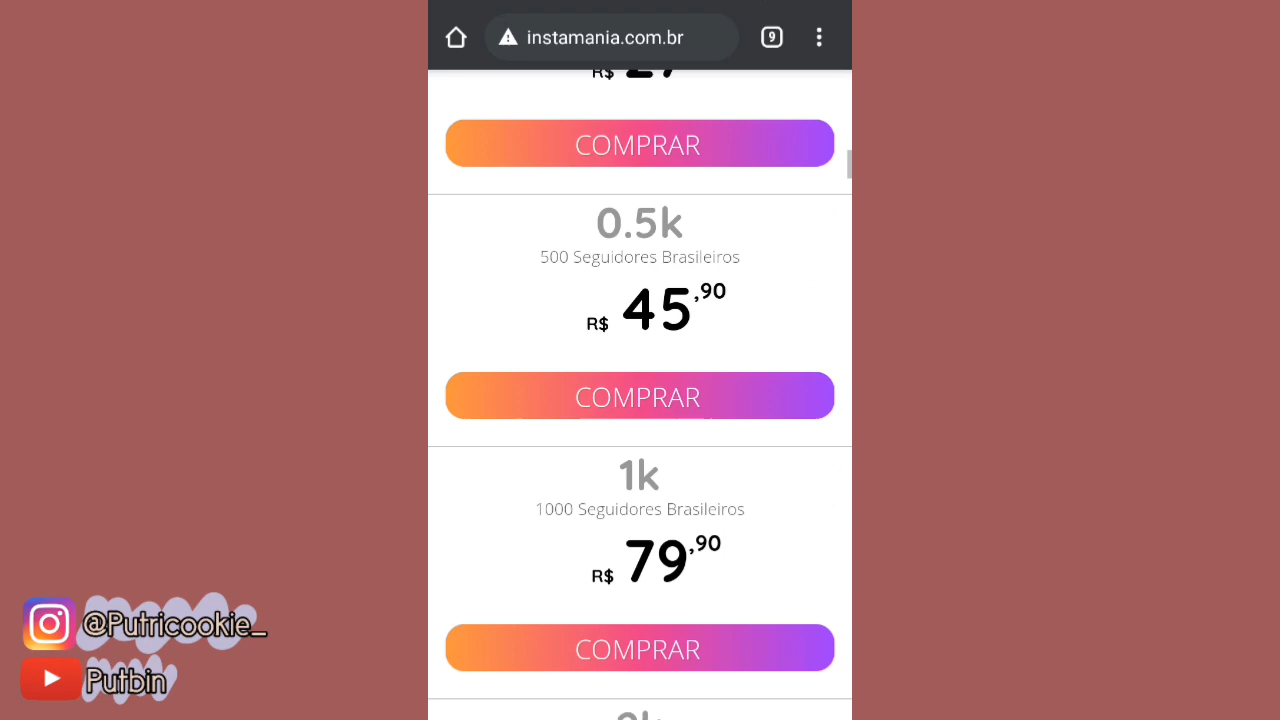 instamania.com.br
9
R$ 27
COMPRAR
0.5k
500 Seguidores Brasileiros
R$ 45,90
COMPRAR
1k
1000 Seguidores Brasileiros
R$ 79,90
COMPRAR
@Putricookie_
Putbin